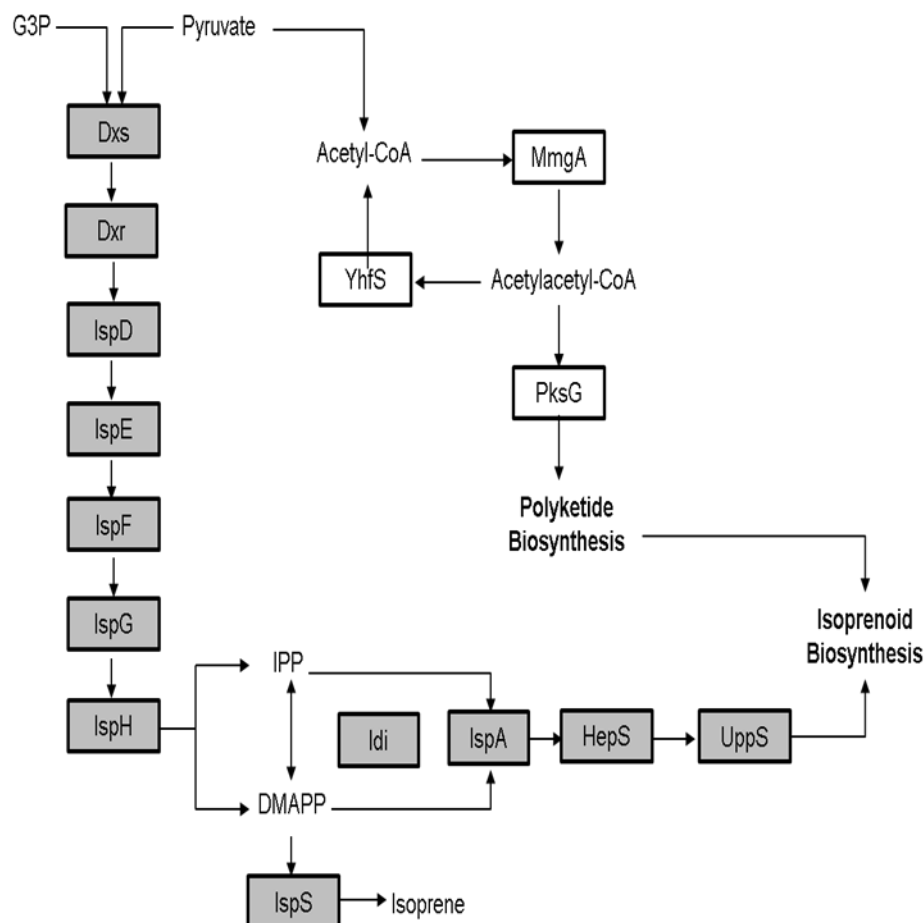 G3P
Pyruvate
Dxs
Acetyl-CoA
MmgA
Dxr
YhfS
Acetylacetyl-CoA
IspD
PksG
IspE
Polyketide
Biosynthesis
IspF
IspG
Isoprenoid
Biosynthesis
IPP
IspH
Idi
IspA
HepS
UppS
DMAPP
IspS
Isoprene